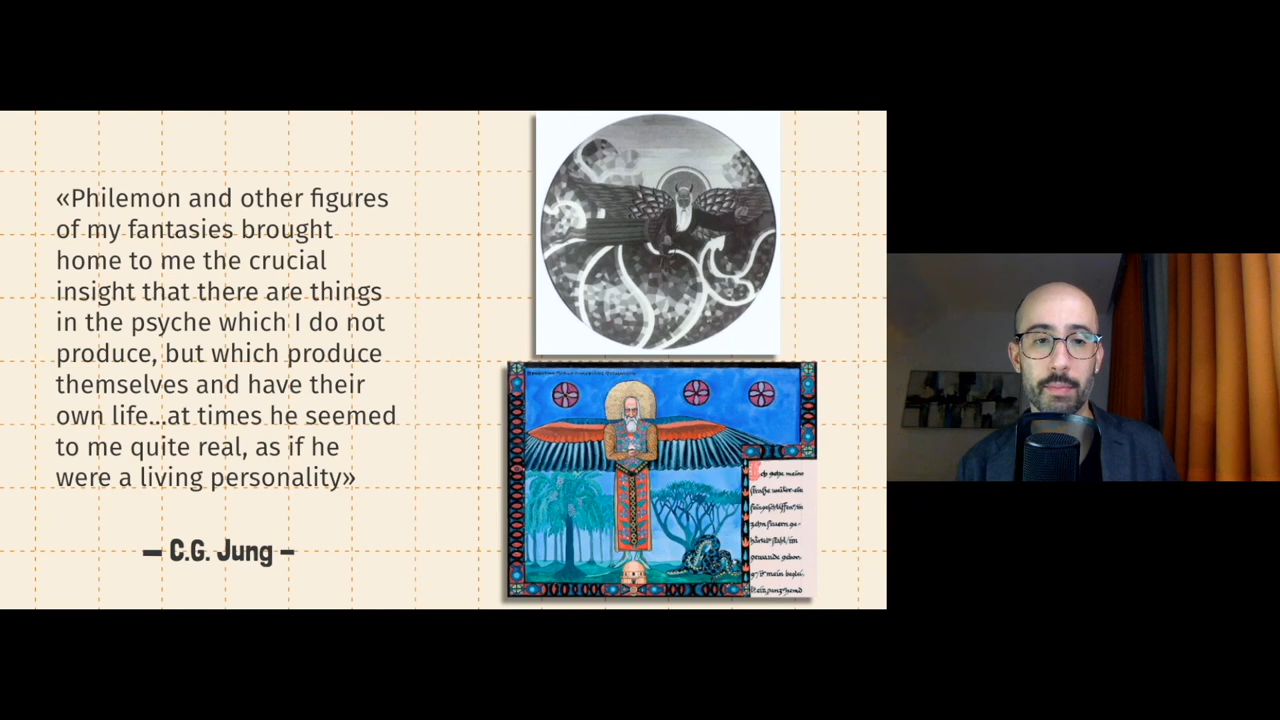 «Philemon and other figures
of my fantasies brought
home to me the crucial
insight that there are things
in the psyche which I do not
produce, but which produce
themselves and have their
own life...at times he seemed
to me quite real, as if he
were a living personality»
– C.G. Jung –